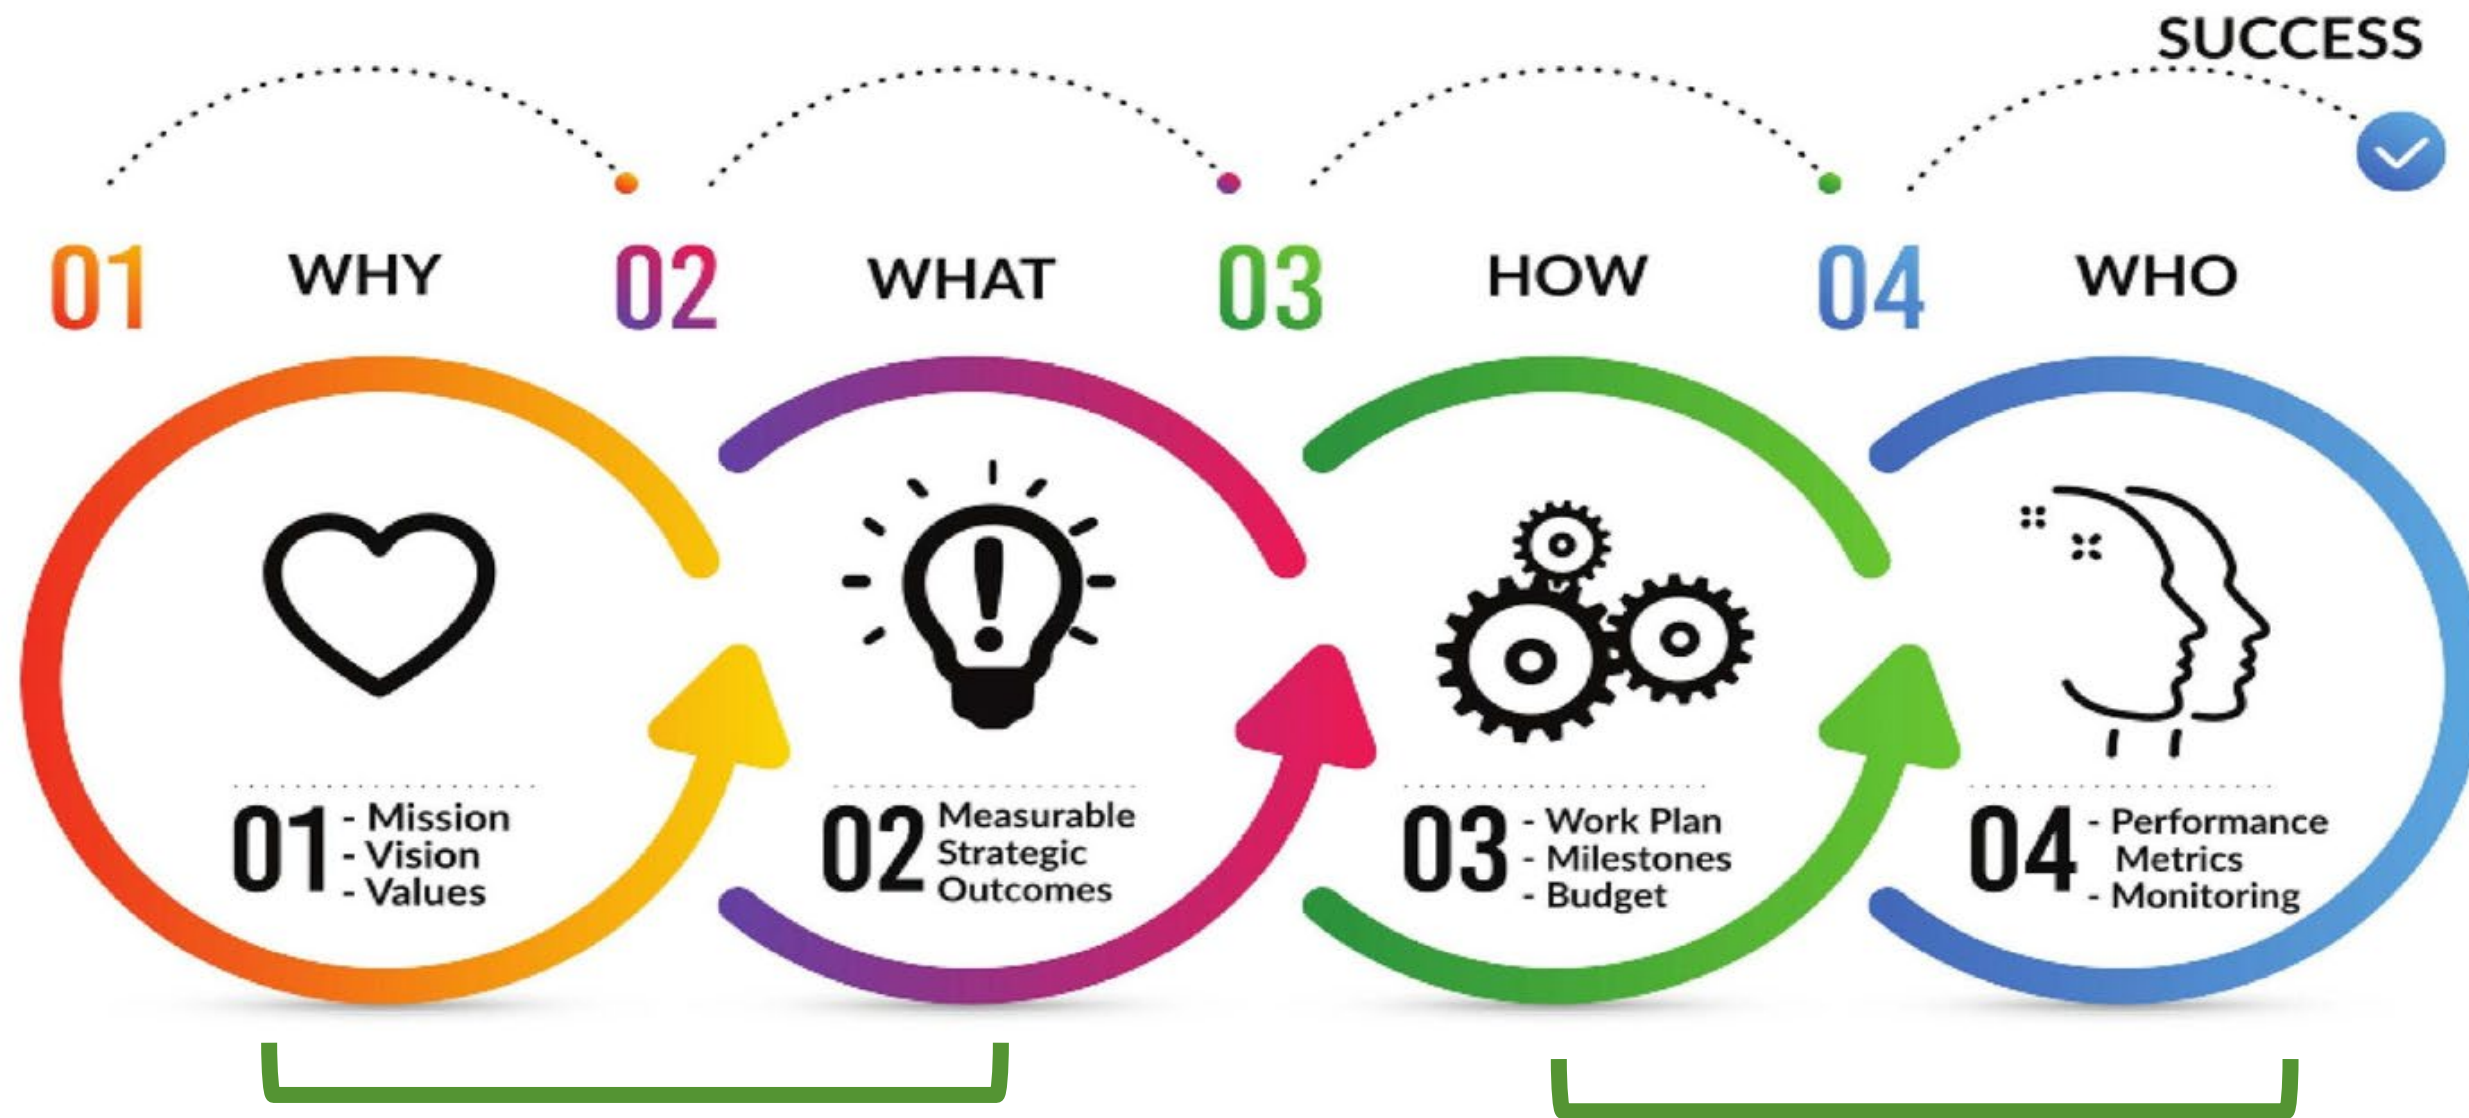 SUCCESS
01 WHY 02 WHAT 03 HOW 04 WHO
01
- Mission
- Vision
- Values
02
Measurable
Strategic
Outcomes
03
- Work Plan
- Milestones
- Budget
04
- Performance
Metrics
- Monitoring